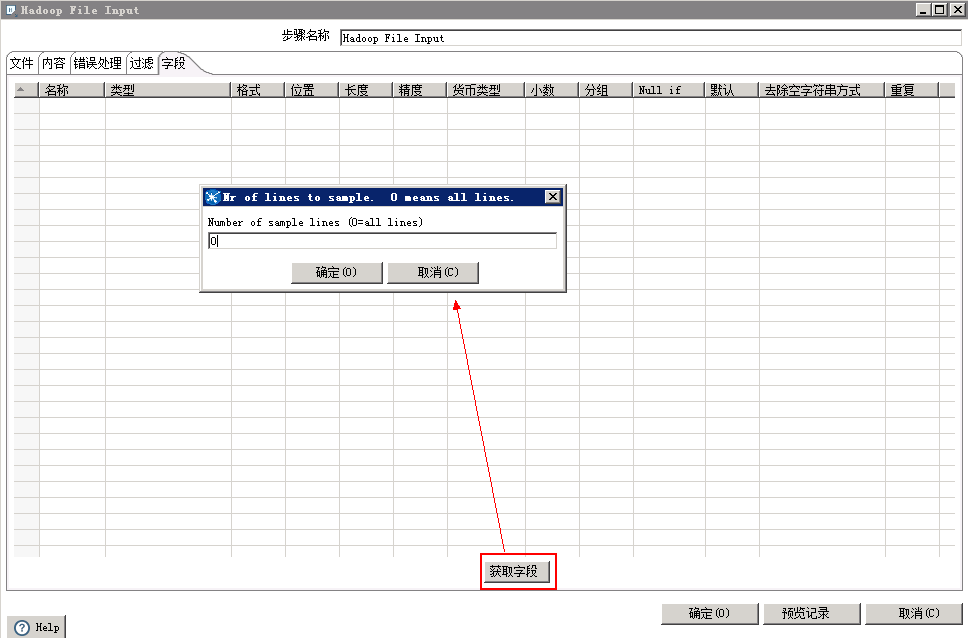 Hadoop File Input
步骤名称 Hadoop File Input
文件 内容 错误处理 过滤 字段
名称 类型 格式 位置 长度 精度 货币类型 小数 分组 Null if 默认 去除空字符串方式 重复
Nr of lines to sample. 0 means all lines.
Number of sample lines (0=all lines)
0
确定(O) 取消(C)
获取字段
确定(O) 预览记录 取消(C)
Help